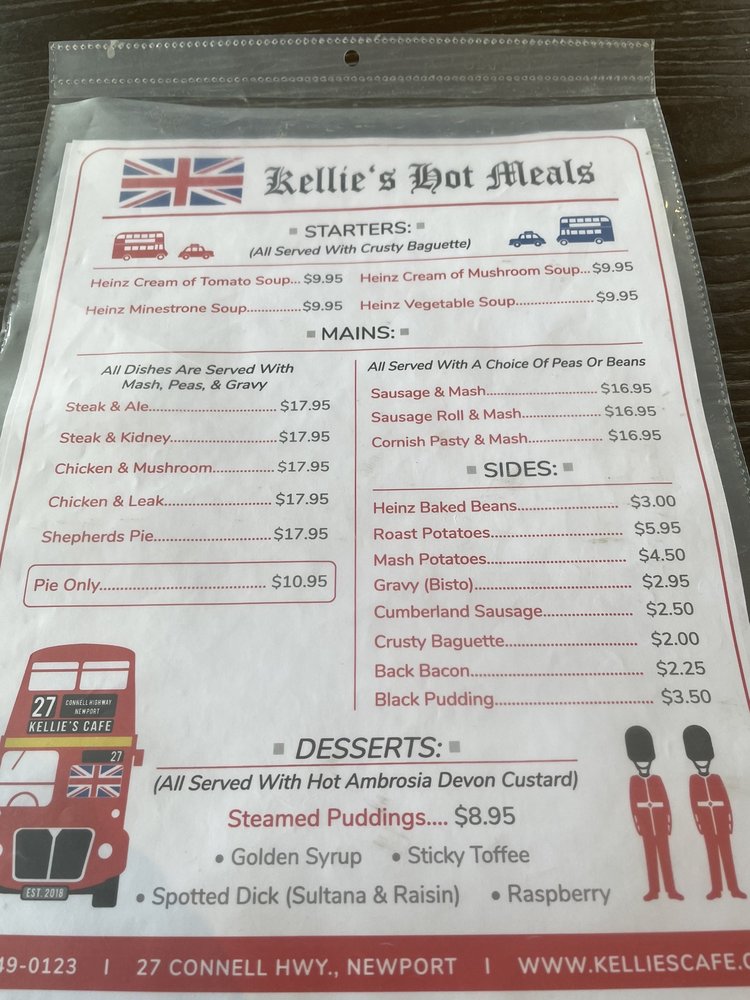 Kellie's Hot Meals
STARTERS:
(All Served With Crusty Baguette)
Heinz Cream of Tomato Soup... $9.95
Heinz Cream of Mushroom Soup... $9.95
Heinz Minestrone Soup............. $9.95
Heinz Vegetable Soup................... $9.95
MAINS:
All Dishes Are Served With
Mash, Peas, & Gravy
Steak & Ale............................. $17.95
Steak & Kidney........................ $17.95
Chicken & Mushroom.............. $17.95
Chicken & Leak......................... $17.95
Shepherds Pie........................... $17.95
Pie Only...................................... $10.95
All Served With A Choice Of Peas Or Beans
Sausage & Mash......................... $16.95
Sausage Roll & Mash.................. $16.95
Cornish Pasty & Mash................. $16.95
SIDES:
Heinz Baked Beans....................... $3.00
Roast Potatoes.............................. $5.95
Mash Potatoes................................ $4.50
Gravy (Bisto)................................... $2.95
Cumberland Sausage.................... $2.50
Crusty Baguette............................. $2.00
Back Bacon...................................... $2.25
Black Pudding................................... $3.50
DESSERTS:
(All Served With Hot Ambrosia Devon Custard)
Steamed Puddings.... $8.95
• Golden Syrup • Sticky Toffee
• Spotted Dick (Sultana & Raisin) • Raspberry
27 CONNELL HIGHWAY
NEWPORT
KELLIE'S CAFE
27
EST. 2018
49-0123 | 27 CONNELL HWY., NEWPORT | WWW.KELLIESCAFE.C